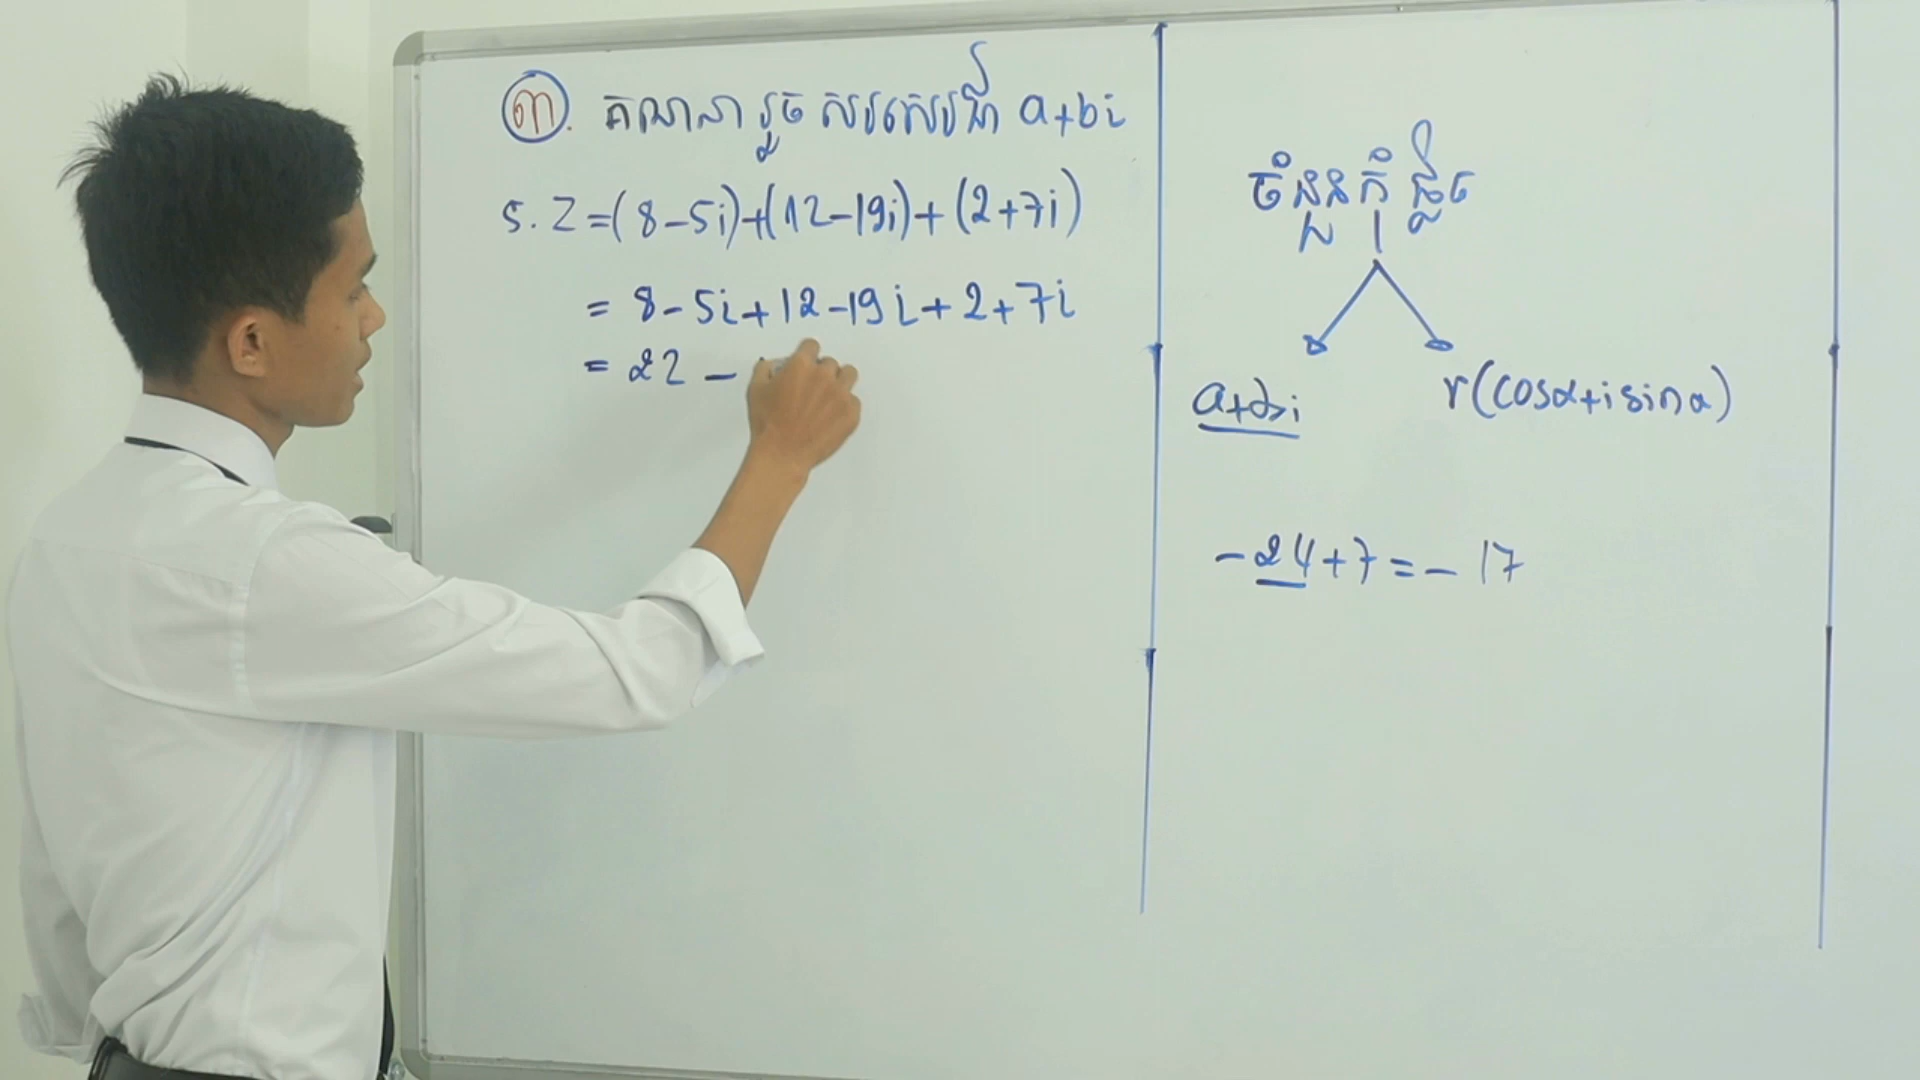 ៣. គណនា រួច សរសេរជា a+bi
5. Z=(8-5i)+(12-19i)+(2+7i)
= 8-5i+12-19i+2+7i
= 22 -
ចំនួនកុំផ្លិច
a+bi
r(cosα+i sinα)
-24+7=-17